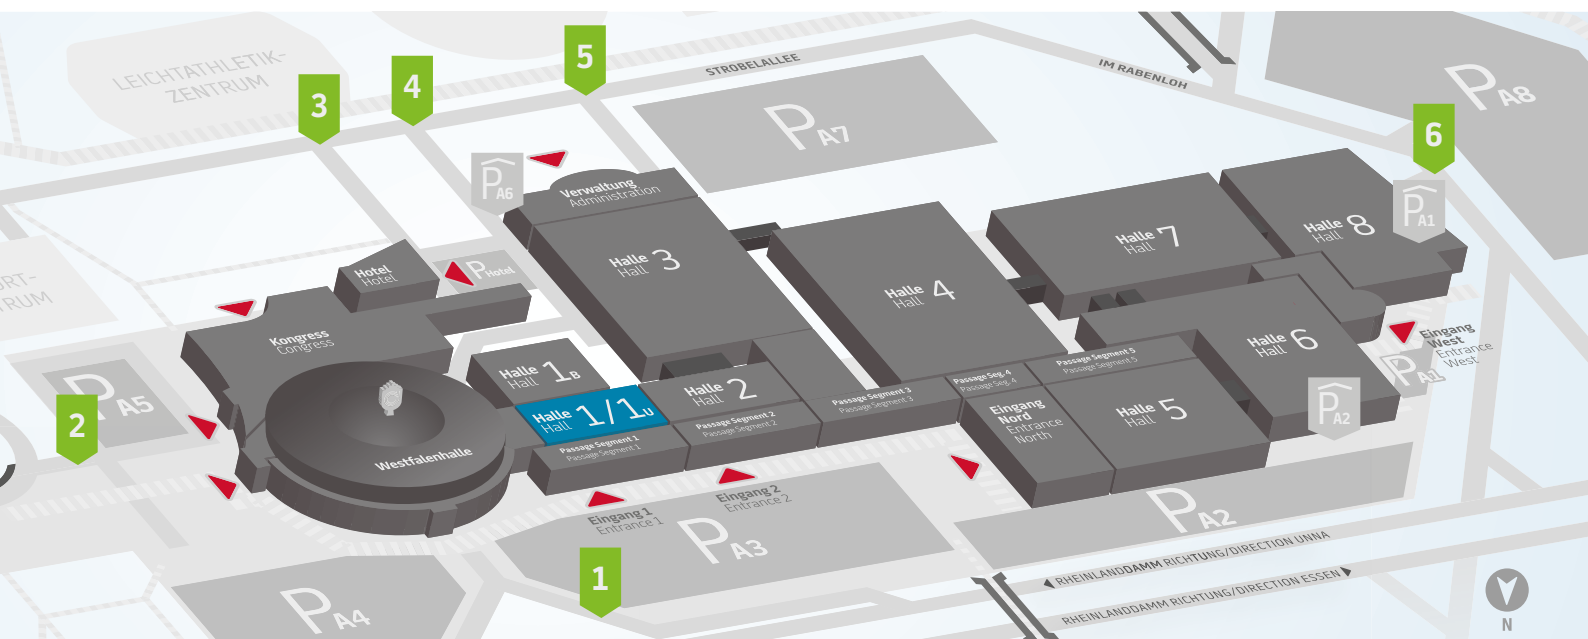 LEICHTATHLETIK-
ZENTRUM
5
4
3
STROBELALLEE
IM RABENLOH
P A8
P A7
6
P A6
Verwaltung
Administration
P A1
Halle
Hall 3
Halle
Hall 4
Halle
Hall 7
Halle
Hall 8
Hotel
Hotel
P Hotel
ORT-
TRUM
Kongress
Congress
Halle
Hall 1B
Halle
Hall 1/1U
Halle
Hall 2
Halle
Hall 6
Eingang
West
Entrance
West
P A1
P A2
P A5
2
Westfalenhalle
Passage Segment 1
Passage Segment 1
Passage Segment 2
Passage Segment 2
Passage Segment 3
Passage Segment 3
Passage Seg. 4
Passage Seg. 4
Passage Segment 5
Passage Segment 5
Eingang
Nord
Entrance
North
Halle
Hall 5
Eingang 1
Entrance 1
Eingang 2
Entrance 2
P A3
P A2
1
P A4
RHEINLANDDAMM RICHTUNG/DIRECTION UNNA
RHEINLANDDAMM RICHTUNG/DIRECTION ESSEN
N